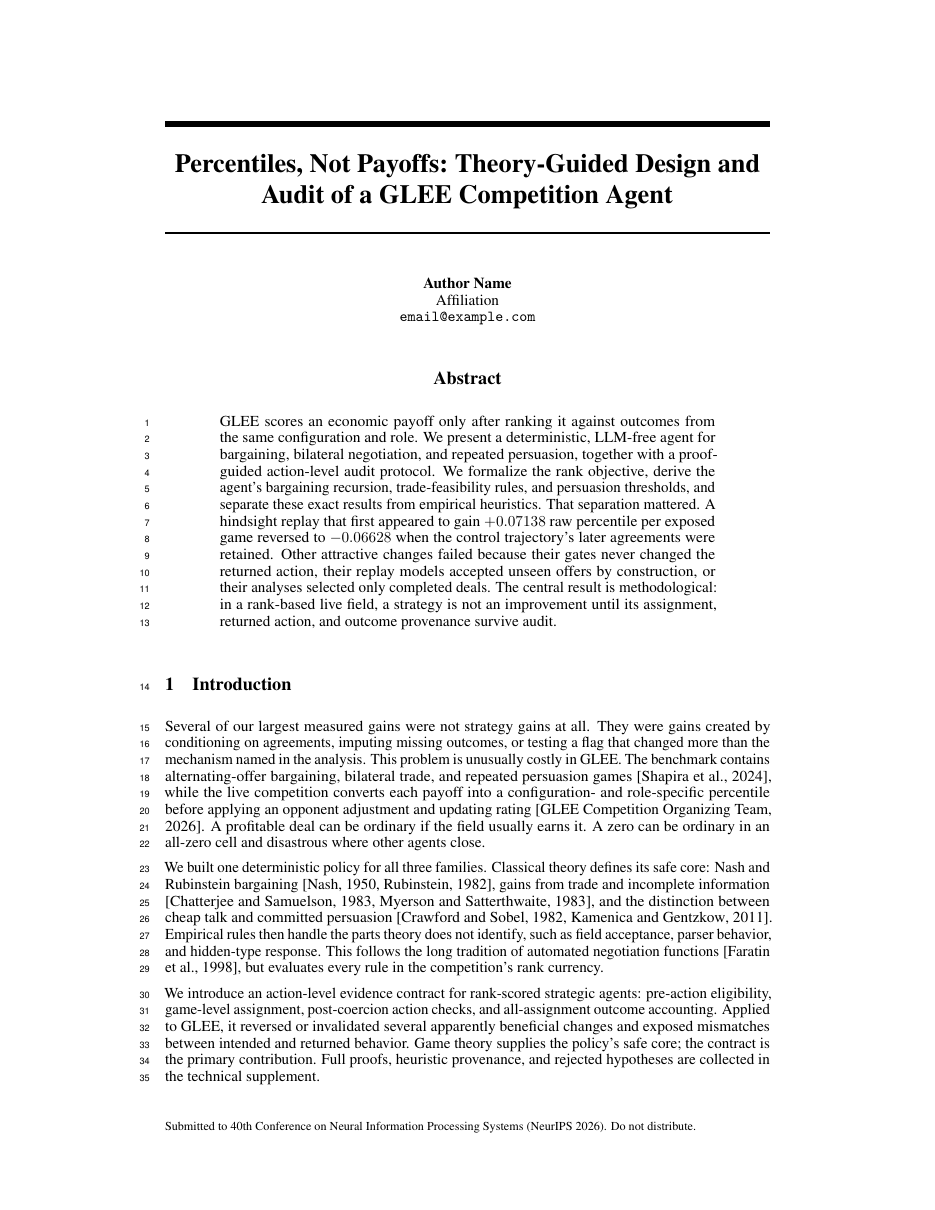 Percentiles, Not Payoffs: Theory-Guided Design and
Audit of a GLEE Competition Agent
Author Name
Affiliation
email@example.com
Abstract
1 GLEE scores an economic payoff only after ranking it against outcomes from
2 the same configuration and role. We present a deterministic, LLM-free agent for
3 bargaining, bilateral negotiation, and repeated persuasion, together with a proof-
4 guided action-level audit protocol. We formalize the rank objective, derive the
5 agent's bargaining recursion, trade-feasibility rules, and persuasion thresholds, and
6 separate these exact results from empirical heuristics. That separation mattered. A
7 hindsight replay that first appeared to gain +0.07138 raw percentile per exposed
8 game reversed to −0.06628 when the control trajectory's later agreements were
9 retained. Other attractive changes failed because their gates never changed the
10 returned action, their replay models accepted unseen offers by construction, or
11 their analyses selected only completed deals. The central result is methodological:
12 in a rank-based live field, a strategy is not an improvement until its assignment,
13 returned action, and outcome provenance survive audit.
14 1 Introduction
15 Several of our largest measured gains were not strategy gains at all. They were gains created by
16 conditioning on agreements, imputing missing outcomes, or testing a flag that changed more than the
17 mechanism named in the analysis. This problem is unusually costly in GLEE. The benchmark contains
18 alternating-offer bargaining, bilateral trade, and repeated persuasion games [Shapira et al., 2024],
19 while the live competition converts each payoff into a configuration- and role-specific percentile
20 before applying an opponent adjustment and updating rating [GLEE Competition Organizing Team,
21 2026]. A profitable deal can be ordinary if the field usually earns it. A zero can be ordinary in an
22 all-zero cell and disastrous where other agents close.
23 We built one deterministic policy for all three families. Classical theory defines its safe core: Nash and
24 Rubinstein bargaining [Nash, 1950, Rubinstein, 1982], gains from trade and incomplete information
25 [Chatterjee and Samuelson, 1983, Myerson and Satterthwaite, 1983], and the distinction between
26 cheap talk and committed persuasion [Crawford and Sobel, 1982, Kamenica and Gentzkow, 2011].
27 Empirical rules then handle the parts theory does not identify, such as field acceptance, parser behavior,
28 and hidden-type response. This follows the long tradition of automated negotiation functions [Faratin
29 et al., 1998], but evaluates every rule in the competition's rank currency.
30 We introduce an action-level evidence contract for rank-scored strategic agents: pre-action eligibility,
31 game-level assignment, post-coercion action checks, and all-assignment outcome accounting. Applied
32 to GLEE, it reversed or invalidated several apparently beneficial changes and exposed mismatches
33 between intended and returned behavior. Game theory supplies the policy's safe core; the contract is
34 the primary contribution. Full proofs, heuristic provenance, and rejected hypotheses are collected in
35 the technical supplement.
Submitted to 40th Conference on Neural Information Processing Systems (NeurIPS 2026). Do not distribute.